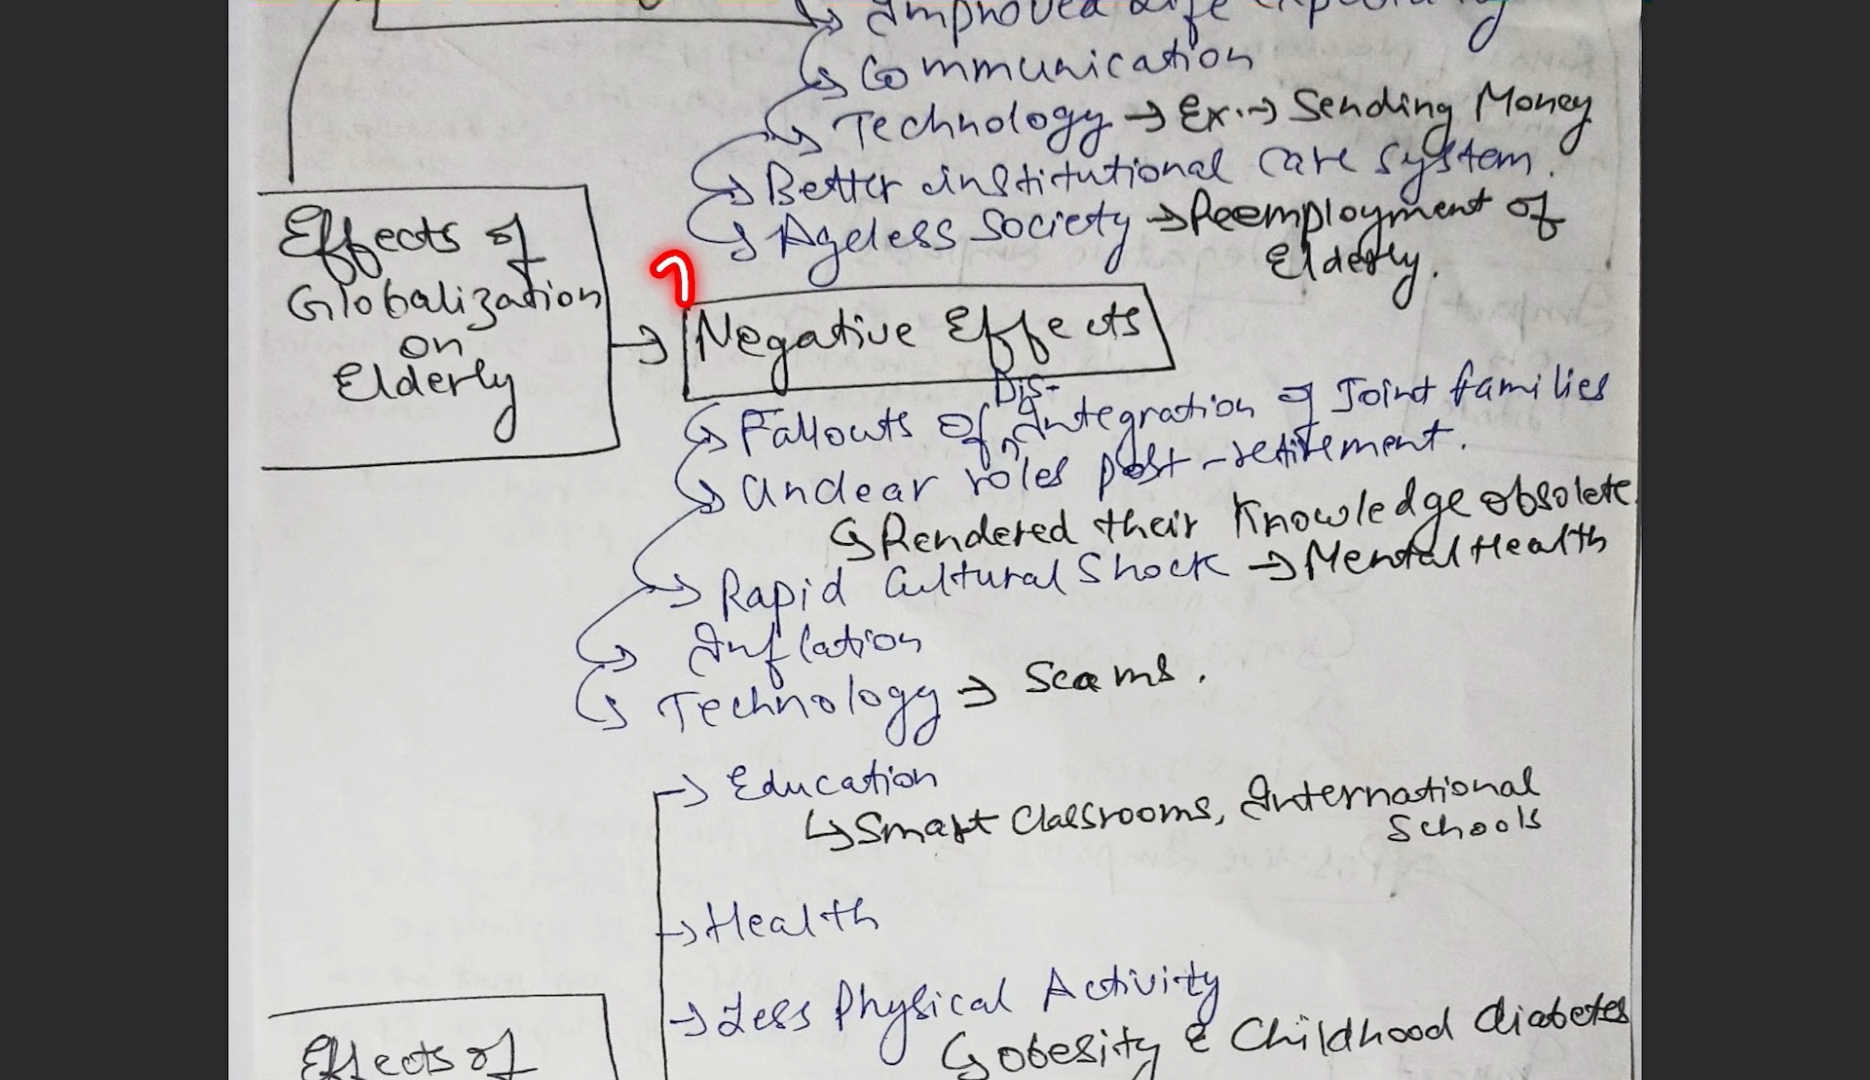 Improved Life
Communication
Technology → Ex. → Sending Money
Better institutional care system.
Ageless Society → Reemployment of
Elderly.
Effects of
Globalization
on
Elderly
→ Negative Effects
Fallouts of Dis-Integration of Joint families
Unclear roles post-retirement.
Rendered their Knowledge obsolete.
Rapid Cultural Shock → Mental Health
Inflation
Technology → Scams.
→ Education
Smart Classrooms, International
Schools
→ Health
→ Less Physical Activity
Obesity & Childhood diabetes
Effects of